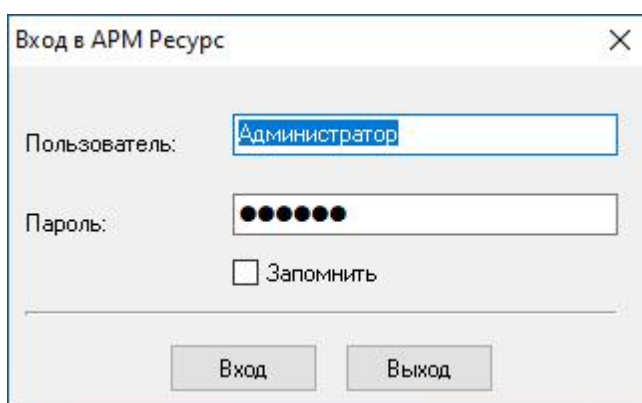 Вход в АРМ Ресурс
Пользователь: Администратор
Пароль: ●●●●●●
Запомнить
Вход Выход